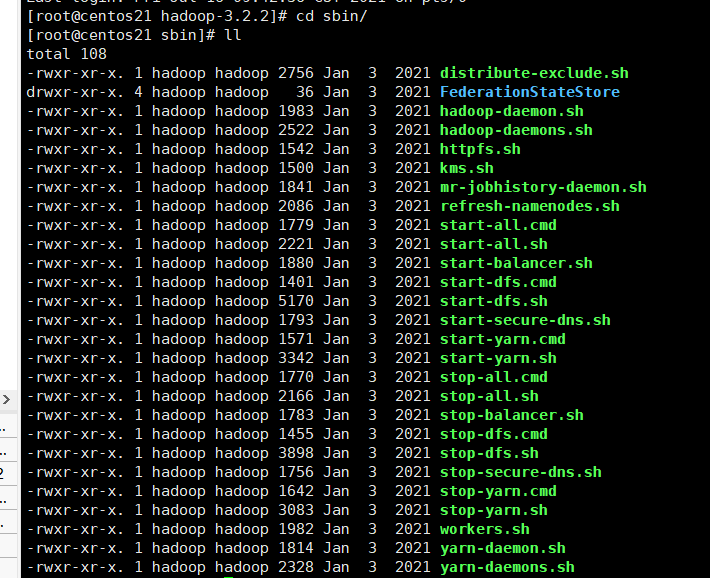 [root@centos21 hadoop-3.2.2]# cd sbin/
[root@centos21 sbin]# ll
total 108
-rwxr-xr-x. 1 hadoop hadoop 2756 Jan  3  2021 distribute-exclude.sh
drwxr-xr-x. 4 hadoop hadoop   36 Jan  3  2021 FederationStateStore
-rwxr-xr-x. 1 hadoop hadoop 1983 Jan  3  2021 hadoop-daemon.sh
-rwxr-xr-x. 1 hadoop hadoop 2522 Jan  3  2021 hadoop-daemons.sh
-rwxr-xr-x. 1 hadoop hadoop 1542 Jan  3  2021 httpfs.sh
-rwxr-xr-x. 1 hadoop hadoop 1500 Jan  3  2021 kms.sh
-rwxr-xr-x. 1 hadoop hadoop 1841 Jan  3  2021 mr-jobhistory-daemon.sh
-rwxr-xr-x. 1 hadoop hadoop 2086 Jan  3  2021 refresh-namenodes.sh
-rwxr-xr-x. 1 hadoop hadoop 1779 Jan  3  2021 start-all.cmd
-rwxr-xr-x. 1 hadoop hadoop 2221 Jan  3  2021 start-all.sh
-rwxr-xr-x. 1 hadoop hadoop 1880 Jan  3  2021 start-balancer.sh
-rwxr-xr-x. 1 hadoop hadoop 1401 Jan  3  2021 start-dfs.cmd
-rwxr-xr-x. 1 hadoop hadoop 5170 Jan  3  2021 start-dfs.sh
-rwxr-xr-x. 1 hadoop hadoop 1793 Jan  3  2021 start-secure-dns.sh
-rwxr-xr-x. 1 hadoop hadoop 1571 Jan  3  2021 start-yarn.cmd
-rwxr-xr-x. 1 hadoop hadoop 3342 Jan  3  2021 start-yarn.sh
-rwxr-xr-x. 1 hadoop hadoop 1770 Jan  3  2021 stop-all.cmd
-rwxr-xr-x. 1 hadoop hadoop 2166 Jan  3  2021 stop-all.sh
-rwxr-xr-x. 1 hadoop hadoop 1783 Jan  3  2021 stop-balancer.sh
-rwxr-xr-x. 1 hadoop hadoop 1455 Jan  3  2021 stop-dfs.cmd
-rwxr-xr-x. 1 hadoop hadoop 3898 Jan  3  2021 stop-dfs.sh
-rwxr-xr-x. 1 hadoop hadoop 1756 Jan  3  2021 stop-secure-dns.sh
-rwxr-xr-x. 1 hadoop hadoop 1642 Jan  3  2021 stop-yarn.cmd
-rwxr-xr-x. 1 hadoop hadoop 3083 Jan  3  2021 stop-yarn.sh
-rwxr-xr-x. 1 hadoop hadoop 1982 Jan  3  2021 workers.sh
-rwxr-xr-x. 1 hadoop hadoop 1814 Jan  3  2021 yarn-daemon.sh
-rwxr-xr-x. 1 hadoop hadoop 2328 Jan  3  2021 yarn-daemons.sh